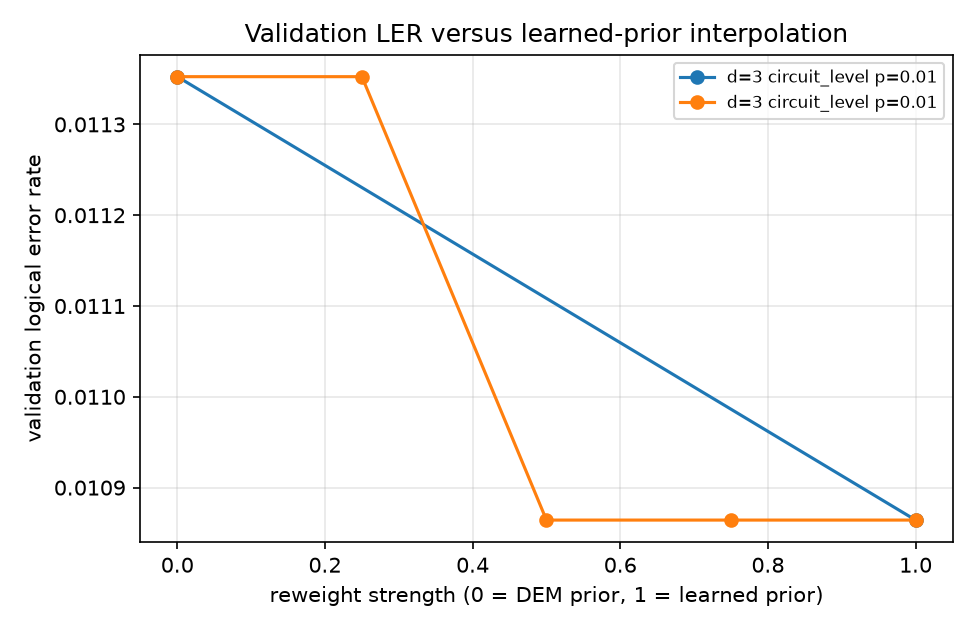 Validation LER versus learned-prior interpolation
d=3 circuit_level p=0.01
d=3 circuit_level p=0.01
validation logical error rate
0.0113
0.0112
0.0111
0.0110
0.0109
0.0 0.2 0.4 0.6 0.8 1.0
reweight strength (0 = DEM prior, 1 = learned prior)